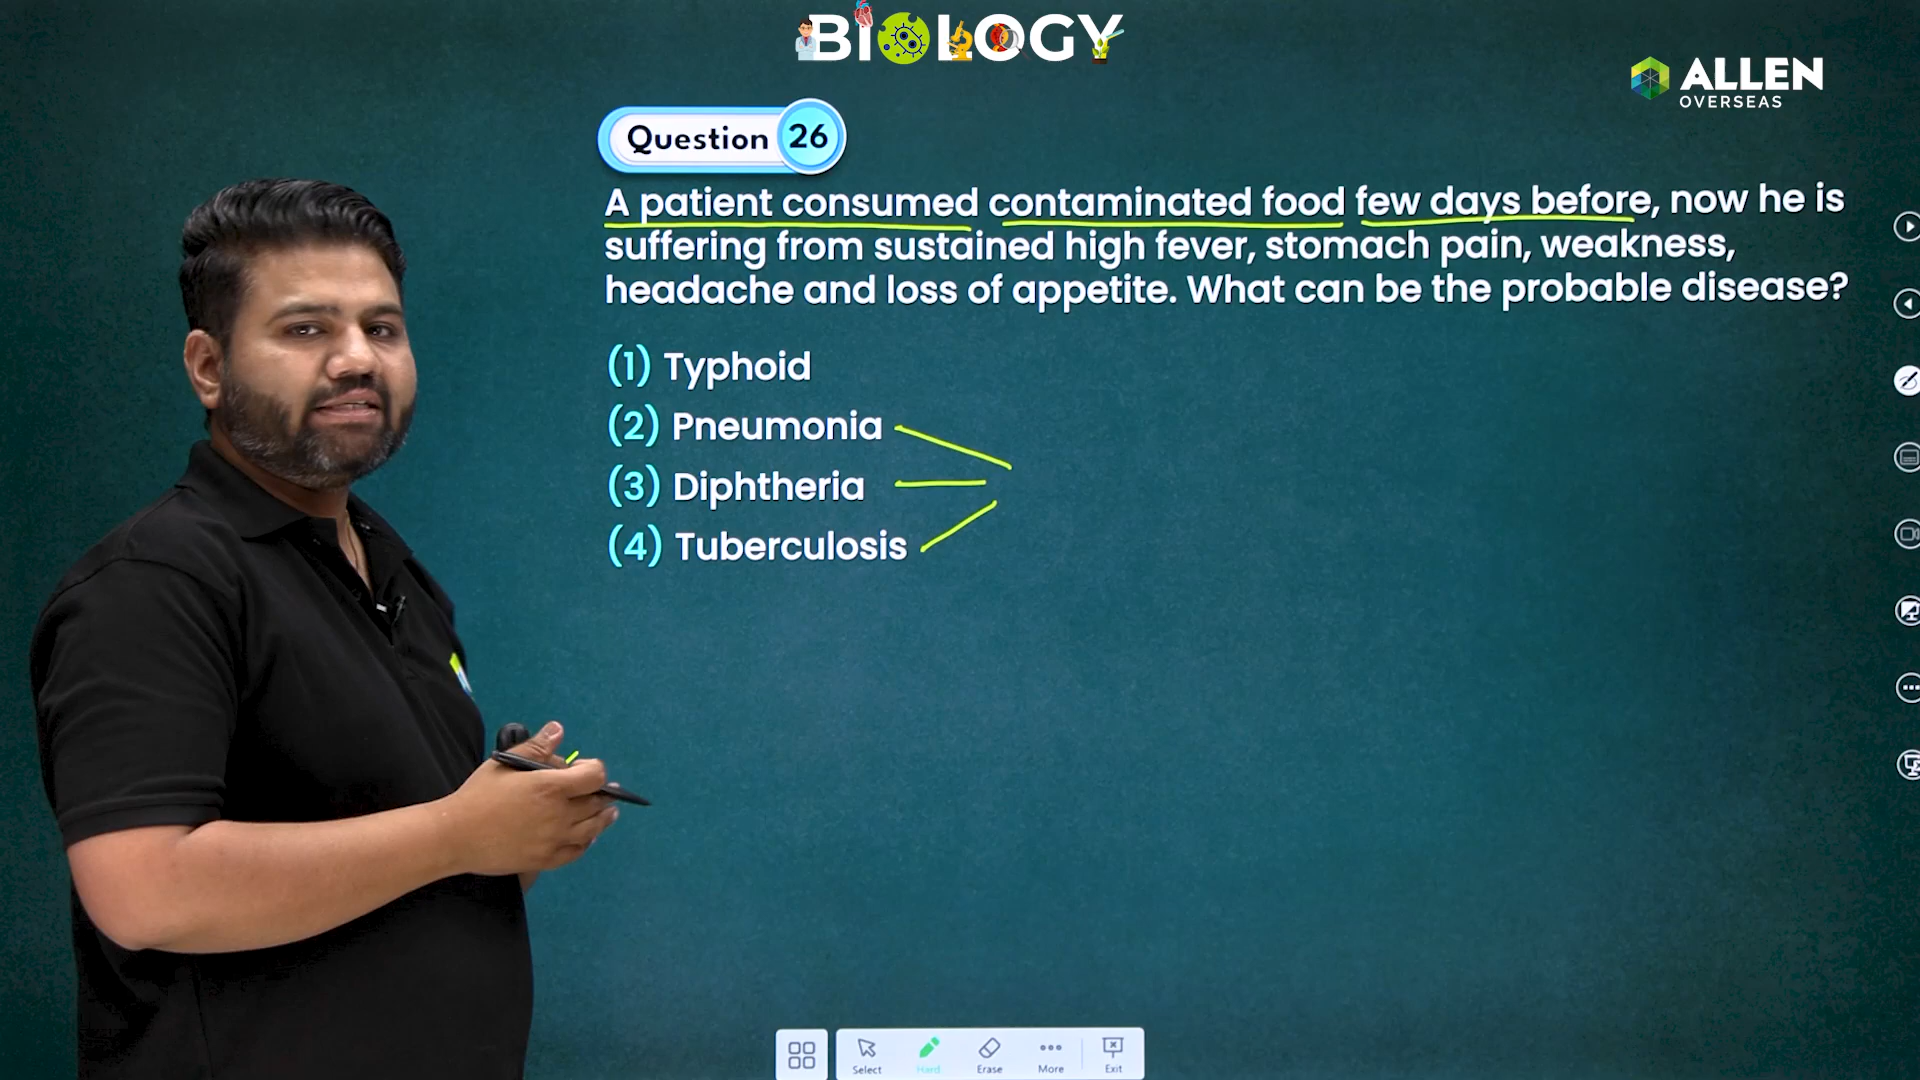 BIOLOGY
ALLEN
OVERSEAS
Question 26
A patient consumed contaminated food few days before, now he is
suffering from sustained high fever, stomach pain, weakness,
headache and loss of appetite. What can be the probable disease?
(1) Typhoid
(2) Pneumonia
(3) Diphtheria
(4) Tuberculosis
Select
Hard
Erase
More
Exit